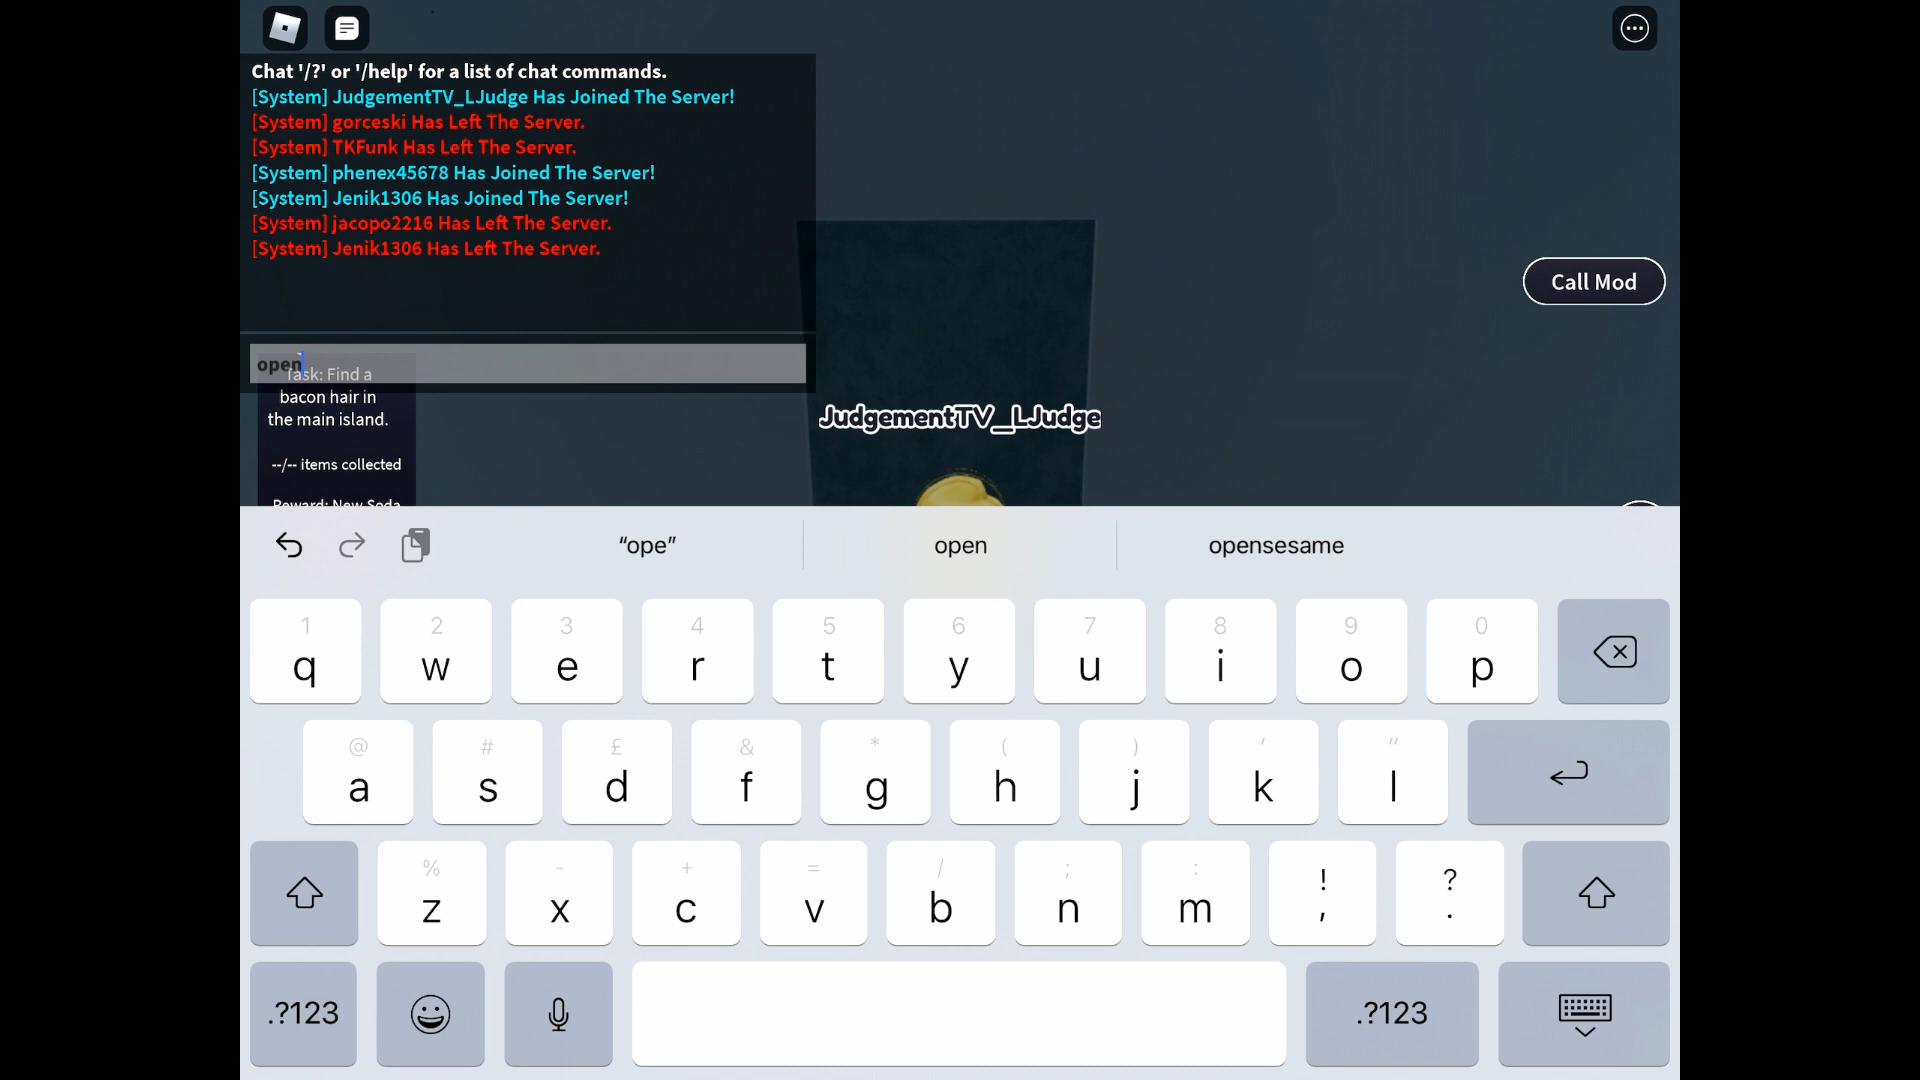 Chat '/?' or '/help' for a list of chat commands.
[System] JudgementTV_LJudge Has Joined The Server!
[System] gorceski Has Left The Server.
[System] TKFunk Has Left The Server.
[System] phenex45678 Has Joined The Server!
[System] Jenik1306 Has Joined The Server!
[System] jacopo2216 Has Left The Server.
[System] Jenik1306 Has Left The Server.
Call Mod
open
Task: Find a
bacon hair in
the main island.
--/-- items collected
Reward: New Soda
JudgementTV_LJudge
“ope” open opensesame
1 2 3 4 5 6 7 8 9 0
q w e r t y u i o p
@ # £ & * ( ) ' "
a s d f g h j k l
% - + = / ; : ! ?
z x c v b n m , .
.?123 .?123